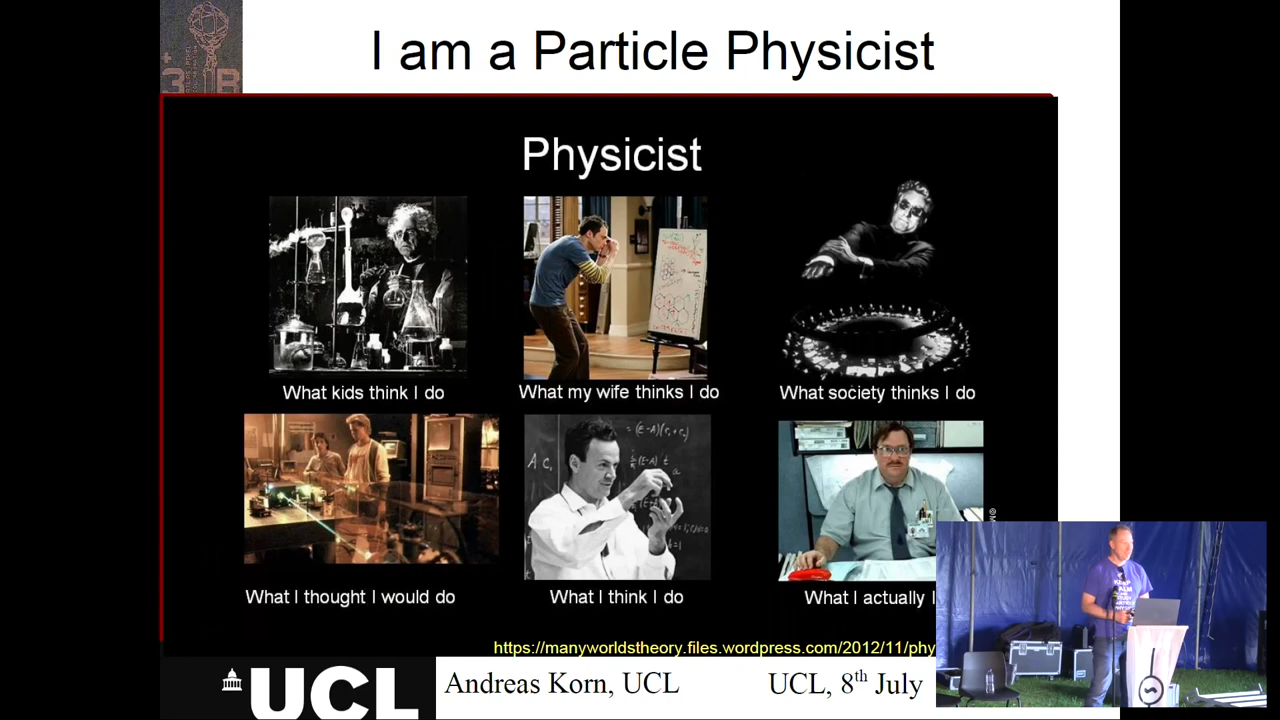 I am a Particle Physicist
Physicist
What kids think I do
What my wife thinks I do
What society thinks I do
What I thought I would do
What I think I do
What I actually I
https://manyworldstheory.files.wordpress.com/2012/11/phy
UCL
Andreas Korn, UCL
UCL, 8th July